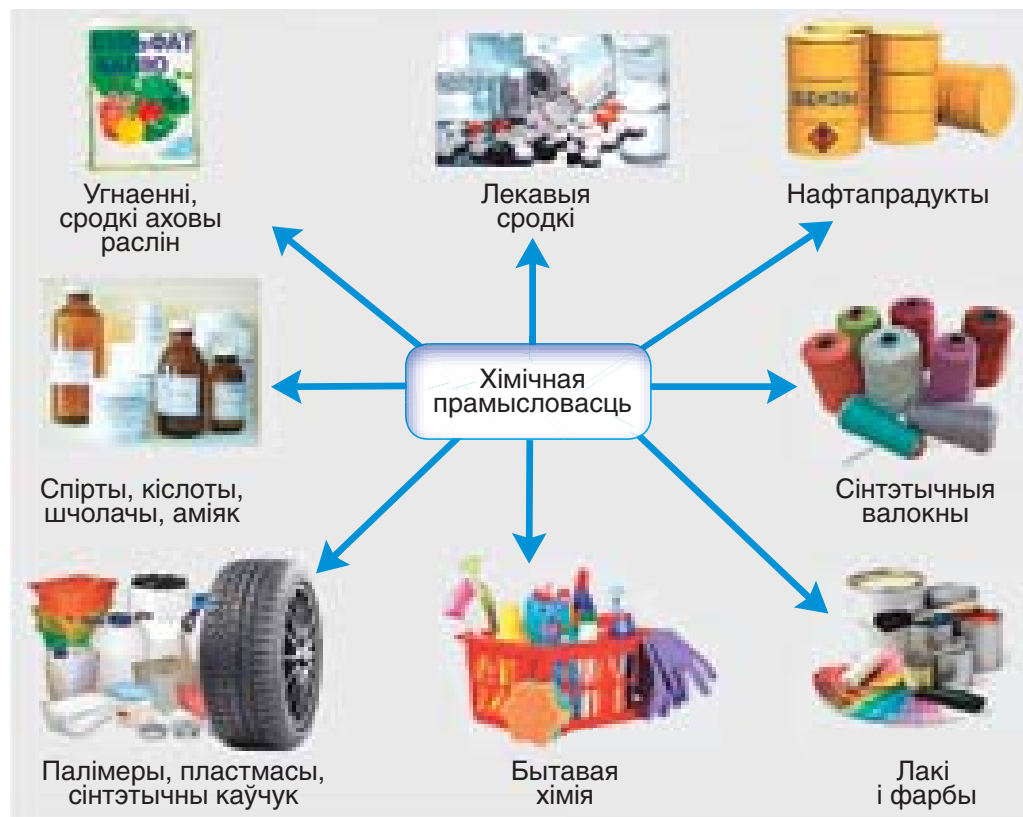 Угнаенні,
сродкі аховы
раслін
Лекавыя
сродкі
Нафтапрадукты
Хімічная
прамысловасць
Спірты, кіслоты,
шчолачы, аміяк
Сінтэтычныя
валокны
Палімеры, пластмасы,
сінтэтычны каўчук
Бытавая
хімія
Лакі
і фарбы